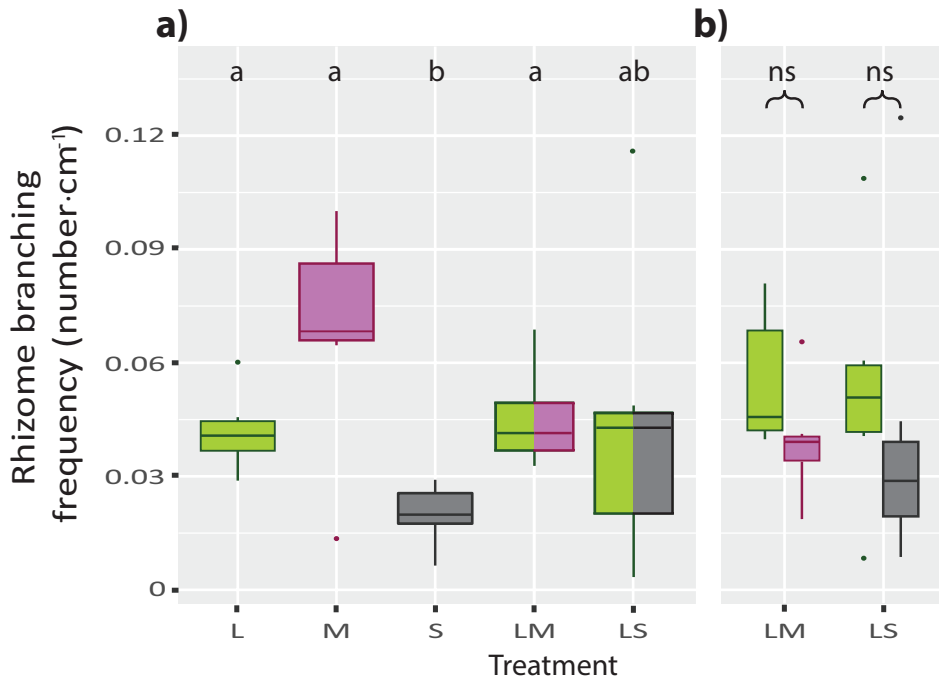 a) b)
a a b a ab ns ns
0.12
0.09
0.06
0.03
0
Rhizome branching
frequency (number·cm⁻¹)
L M S LM LS LM LS
Treatment